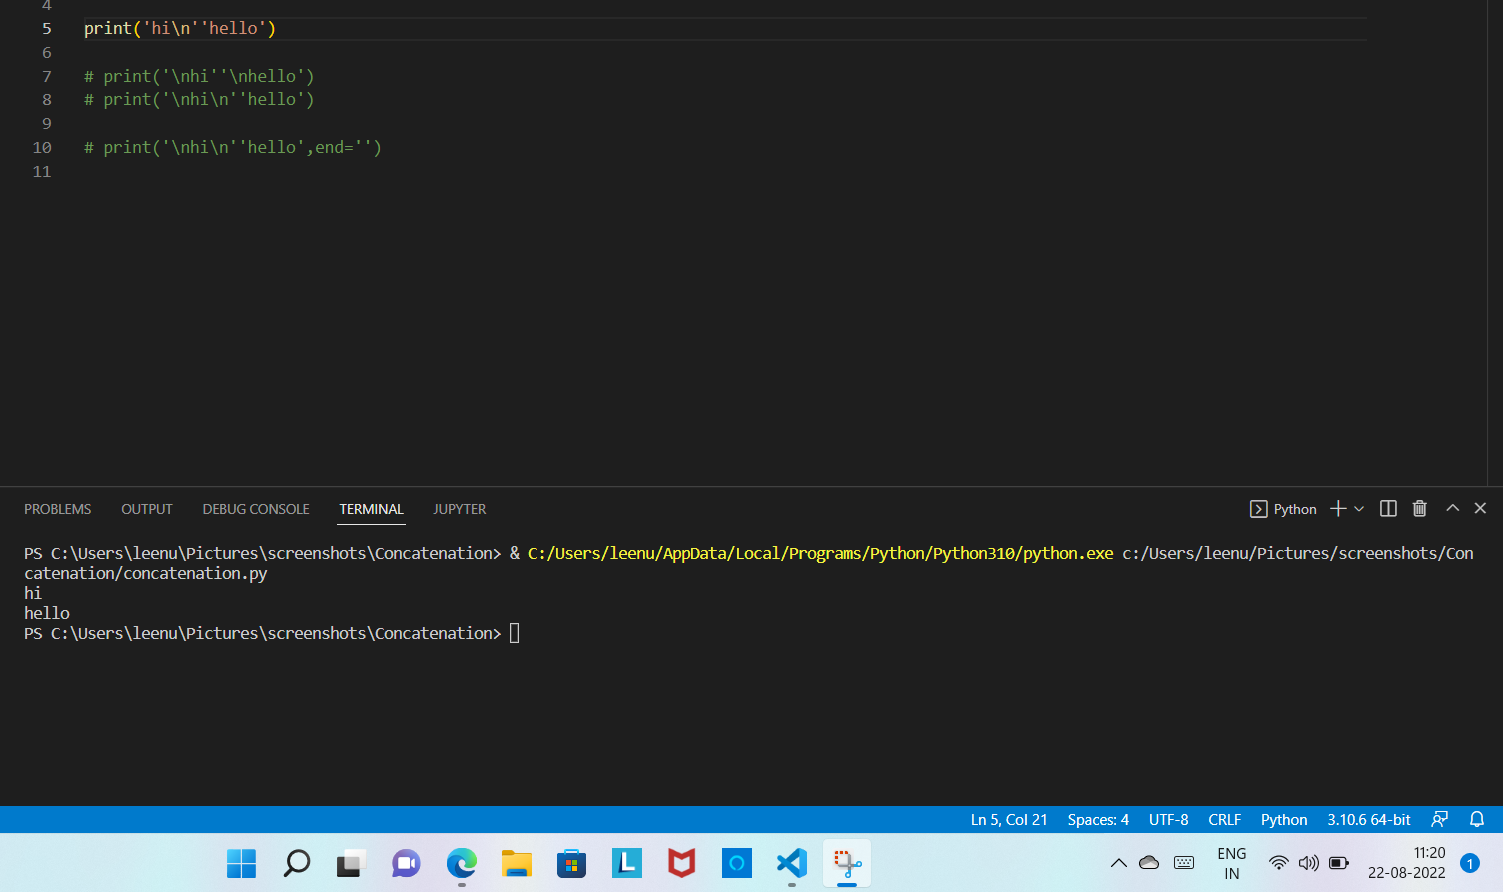 4
5 print('hi\n''hello')
6
7 # print('\nhi''\nhello')
8 # print('\nhi\n''hello')
9
10 # print('\nhi\n''hello',end='')
11
PROBLEMS OUTPUT DEBUG CONSOLE TERMINAL JUPYTER Python
PS C:\Users\leenu\Pictures\screenshots\Concatenation> & C:/Users/leenu/AppData/Local/Programs/Python/Python310/python.exe c:/Users/leenu/Pictures/screenshots/Con
catenation/concatenation.py
hi
hello
PS C:\Users\leenu\Pictures\screenshots\Concatenation>
Ln 5, Col 21 Spaces: 4 UTF-8 CRLF Python 3.10.6 64-bit
L
ENG
IN
11:20
22-08-2022
1